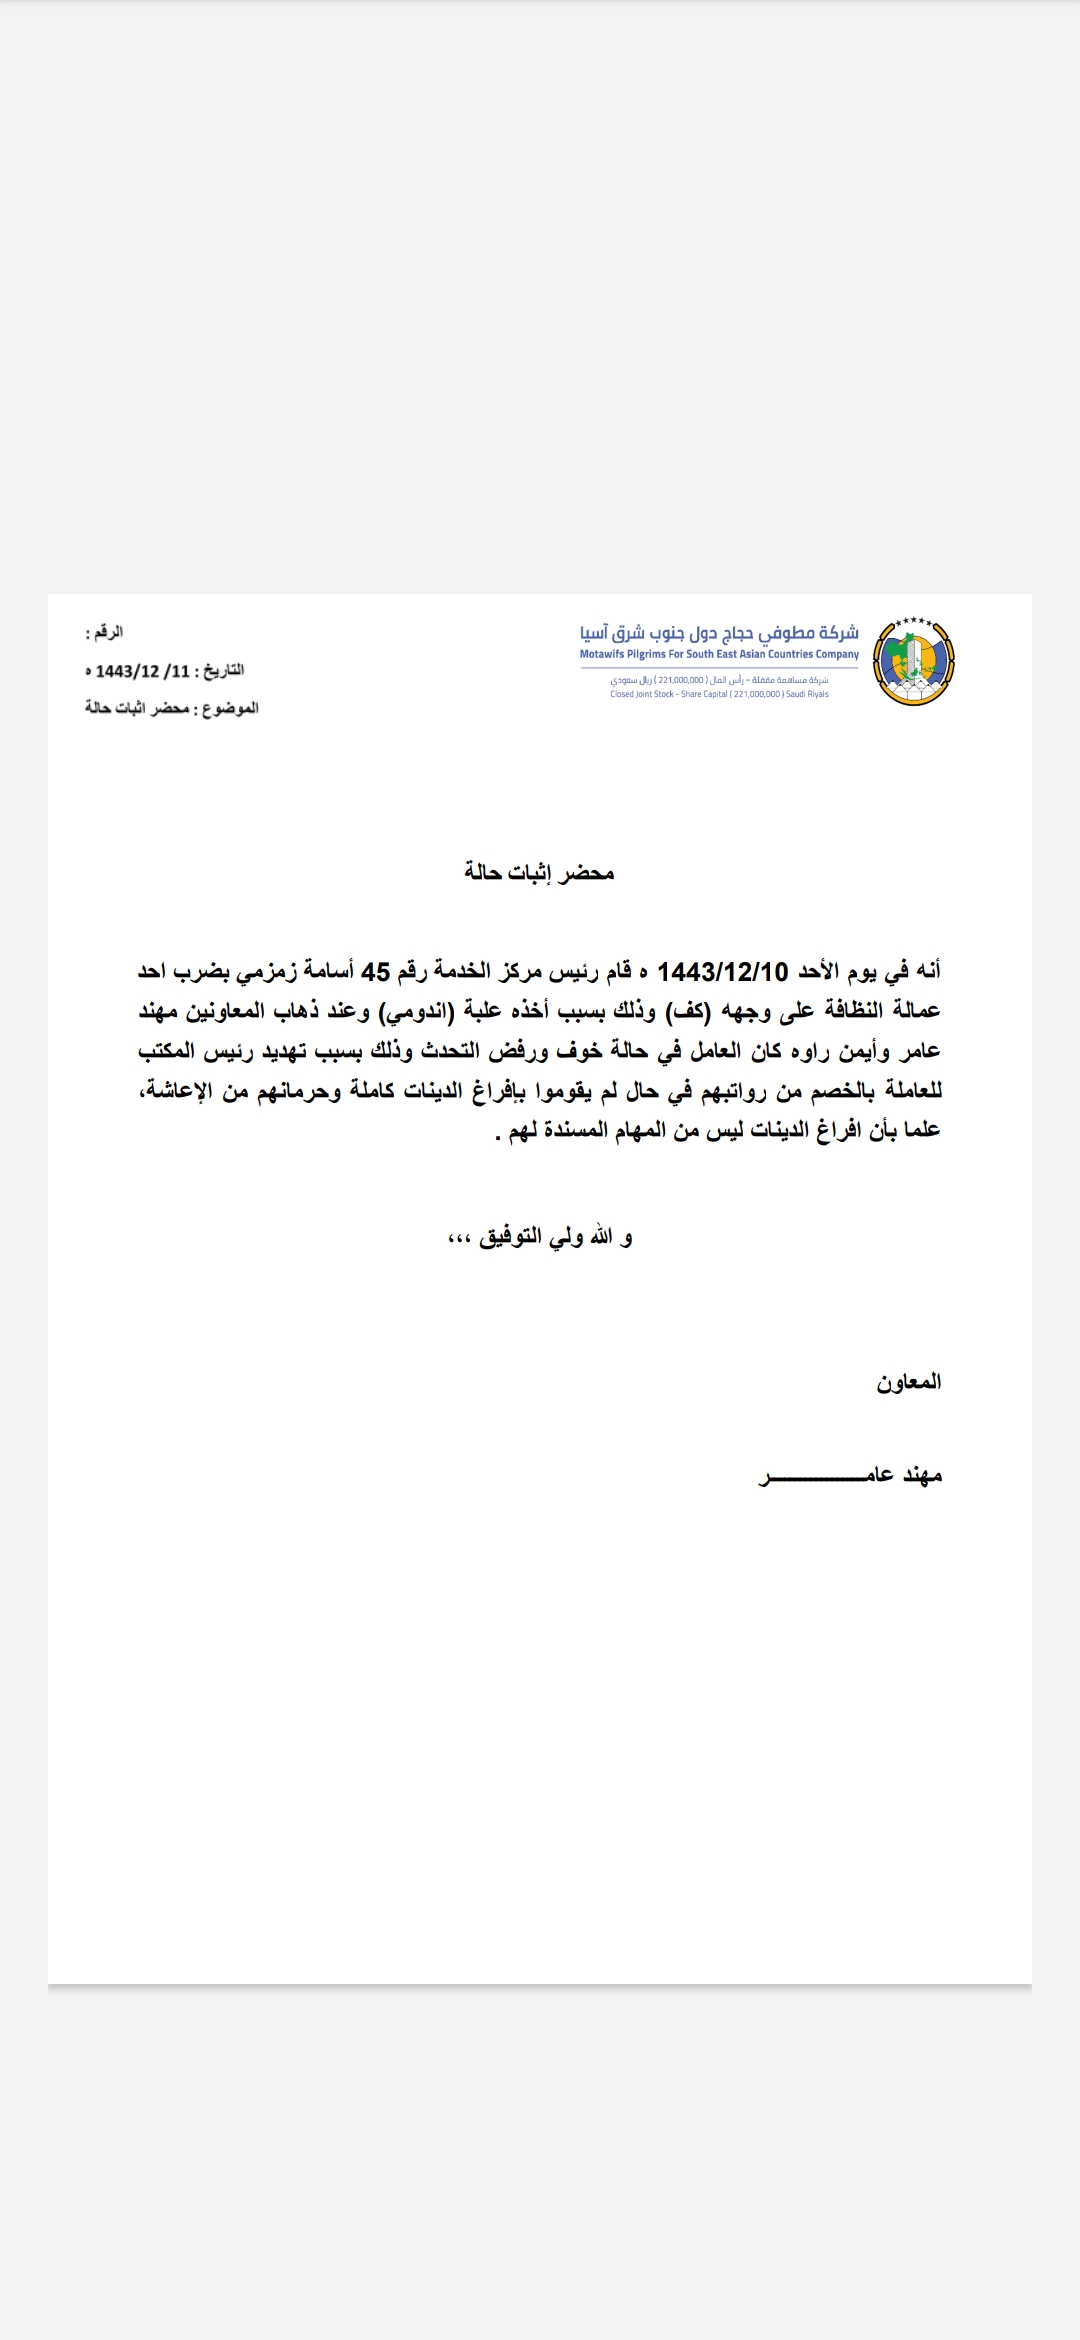 شركة مطوفي حجاج دول جنوب شرق آسيا
Motawifs Pilgrims For South East Asian Countries Company
شركة مساهمة مقفلة - رأس المال ( 221,000,000 ) ريال سعودي
Closed Joint Stock - Share Capital ( 221,000,000 ) Saudi Riyals
الرقم :
التاريخ : 11/ 1443/12 ه
الموضوع : محضر اثبات حالة
محضر إثبات حالة
أنه في يوم الأحد 1443/12/10 ه قام رئيس مركز الخدمة رقم 45 أسامة زمزمي بضرب احد
عمالة النظافة على وجهه (كف) وذلك بسبب أخذه علبة (اندومي) وعند ذهاب المعاونين مهند
عامر وأيمن راوه كان العامل في حالة خوف ورفض التحدث وذلك بسبب تهديد رئيس المكتب
للعاملة بالخصم من رواتبهم في حال لم يقوموا بإفراغ الدينات كاملة وحرمانهم من الإعاشة،
علما بأن افراغ الدينات ليس من المهام المسندة لهم .
و الله ولي التوفيق ،،،
المعاون
مهند عامـــــــــــــر